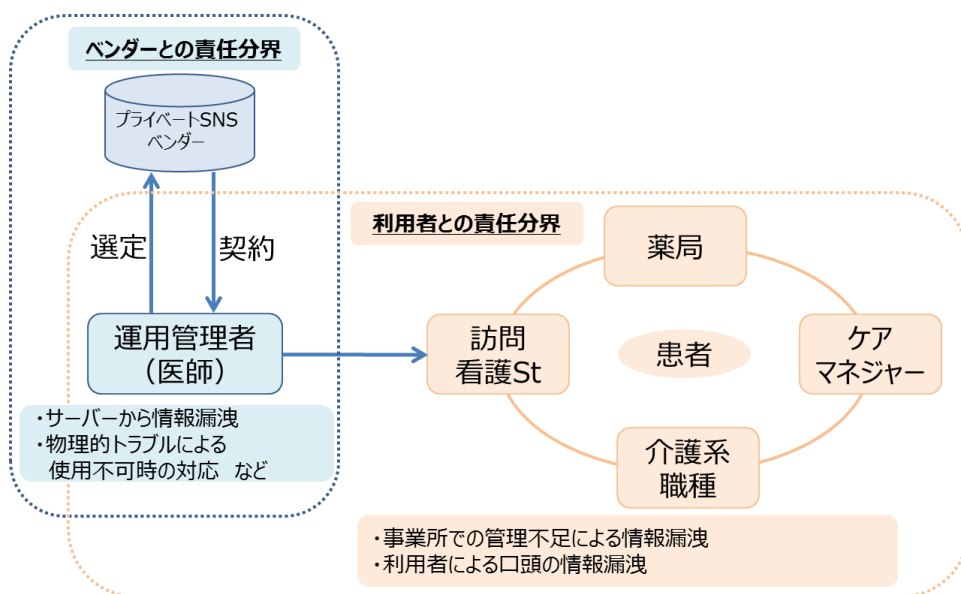 ベンダーとの責任分界
プライベートSNS
ベンダー
選定
契約
運用管理者
（医師）
・サーバーから情報漏洩
・物理的トラブルによる
使用不可時の対応　など
利用者との責任分界
薬局
訪問
看護St
患者
ケア
マネジャー
介護系
職種
・事業所での管理不足による情報漏洩
・利用者による口頭の情報漏洩